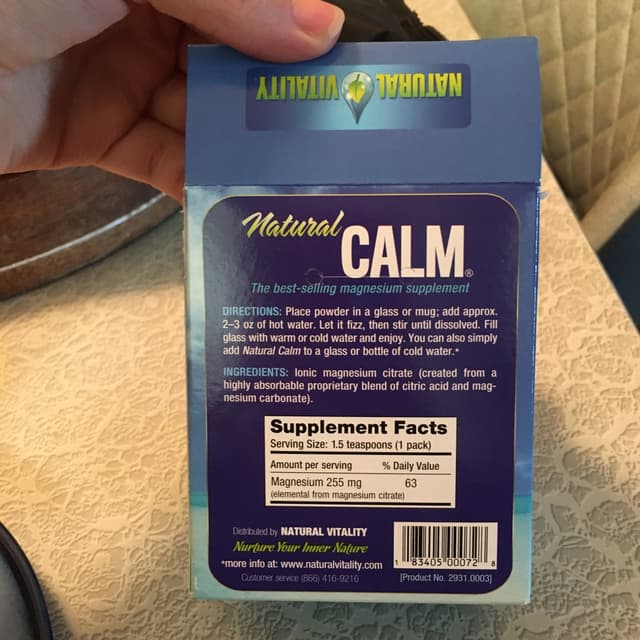 NATURAL VITALITY.
Natural
CALM®
The best-selling magnesium supplement
DIRECTIONS: Place powder in a glass or mug; add approx.
2–3 oz of hot water. Let it fizz, then stir until dissolved. Fill
glass with warm or cold water and enjoy. You can also simply
add Natural Calm to a glass or bottle of cold water.*
INGREDIENTS: Ionic magnesium citrate (created from a
highly absorbable proprietary blend of citric acid and mag-
nesium carbonate).
Supplement Facts
Serving Size: 1.5 teaspoons (1 pack)
Amount per serving % Daily Value
Magnesium 255 mg 63
(elemental from magnesium citrate)
Distributed by NATURAL VITALITY
Nurture Your Inner Nature
*more info at: www.naturalvitality.com
Customer service (866) 416-9216
1 83405 00072 8
[Product No. 2931.0003]